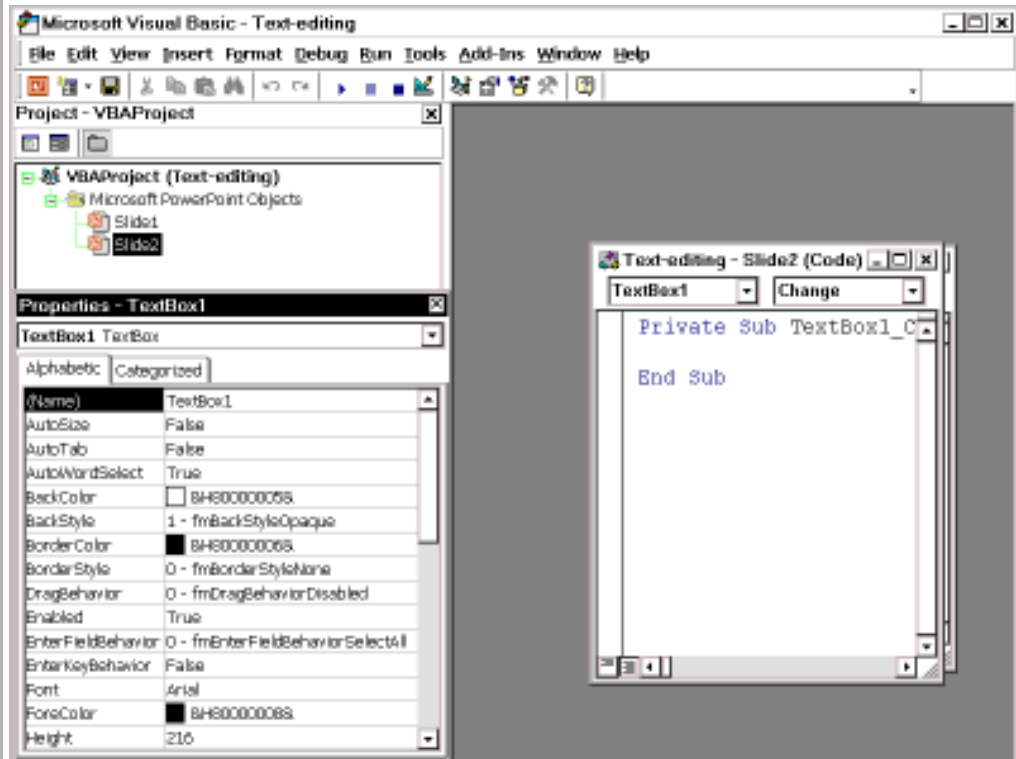 Microsoft Visual Basic - Text-editing
File Edit View Insert Format Debug Run Tools Add-Ins Window Help
Project - VBAProject
VBAProject (Text-editing)
Microsoft PowerPoint Objects
Slide1
Slide2
Properties - TextBox1
TextBox1 TextBox
Alphabetic Categorized
(Name) TextBox1
AutoSize False
AutoTab False
AutoWordSelect True
BackColor &H80000005&
BackStyle 1 - fmBackStyleOpaque
BorderColor &H80000006&
BorderStyle 0 - fmBorderStyleNone
DragBehavior 0 - fmDragBehaviorDisabled
Enabled True
EnterFieldBehavior 0 - fmEnterFieldBehaviorSelectAll
EnterKeyBehavior False
Font Arial
ForeColor &H80000008&
Height 216
Text-editing - Slide2 (Code)
TextBox1 Change
Private Sub TextBox1_C
End Sub